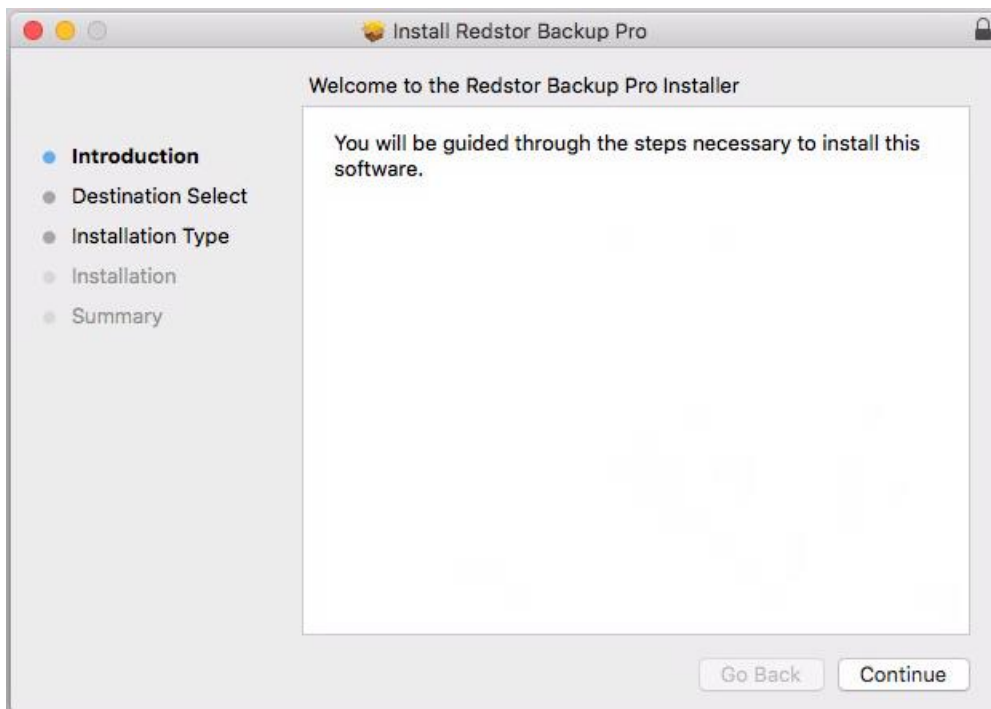 Install Redstor Backup Pro
Welcome to the Redstor Backup Pro Installer
Introduction
Destination Select
Installation Type
Installation
Summary
You will be guided through the steps necessary to install this
software.
Go Back
Continue